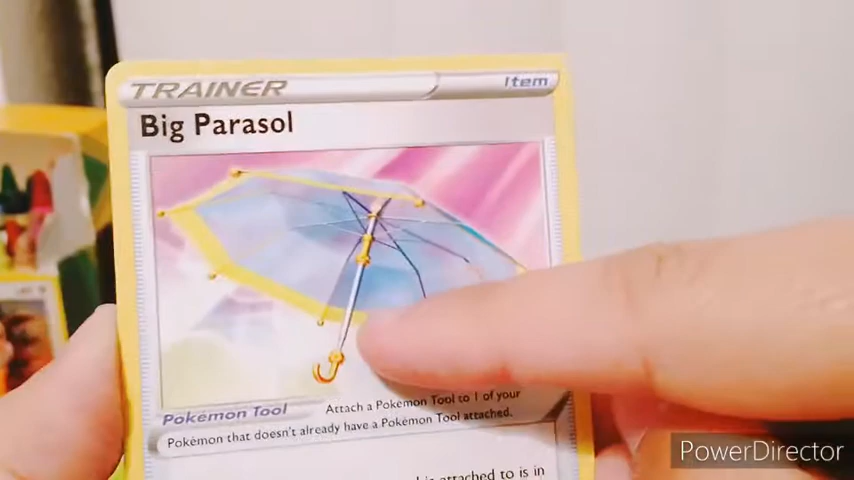 TRAINER
Item
Big Parasol
Pokémon Tool
Attach a Pokémon Tool to 1 of your
Pokémon that doesn't already have a Pokémon Tool attached.
attached to is in
PowerDirector